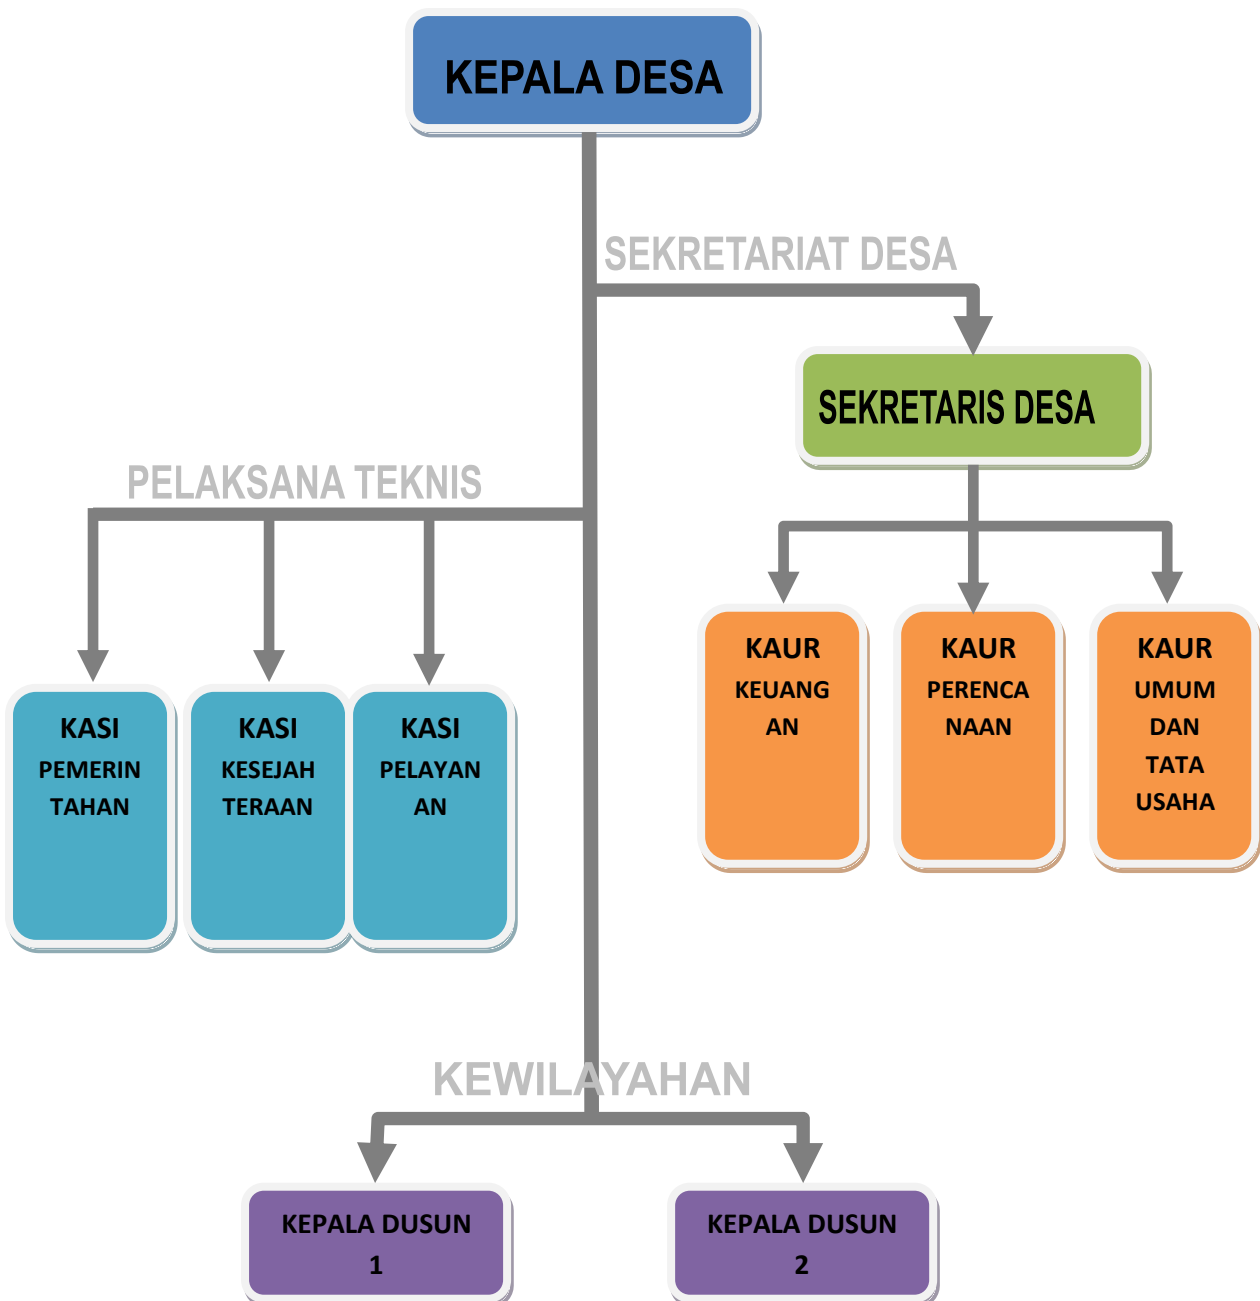 KEPALA DESA
SEKRETARIAT DESA
SEKRETARIS DESA
PELAKSANA TEKNIS
KAUR
KEUANG
AN
KAUR
PERENCA
NAAN
KAUR
UMUM
DAN
TATA
USAHA
KASI
PEMERIN
TAHAN
KASI
KESEJAH
TERAAN
KASI
PELAYAN
AN
KEWILAYAHAN
KEPALA DUSUN
1
KEPALA DUSUN
2